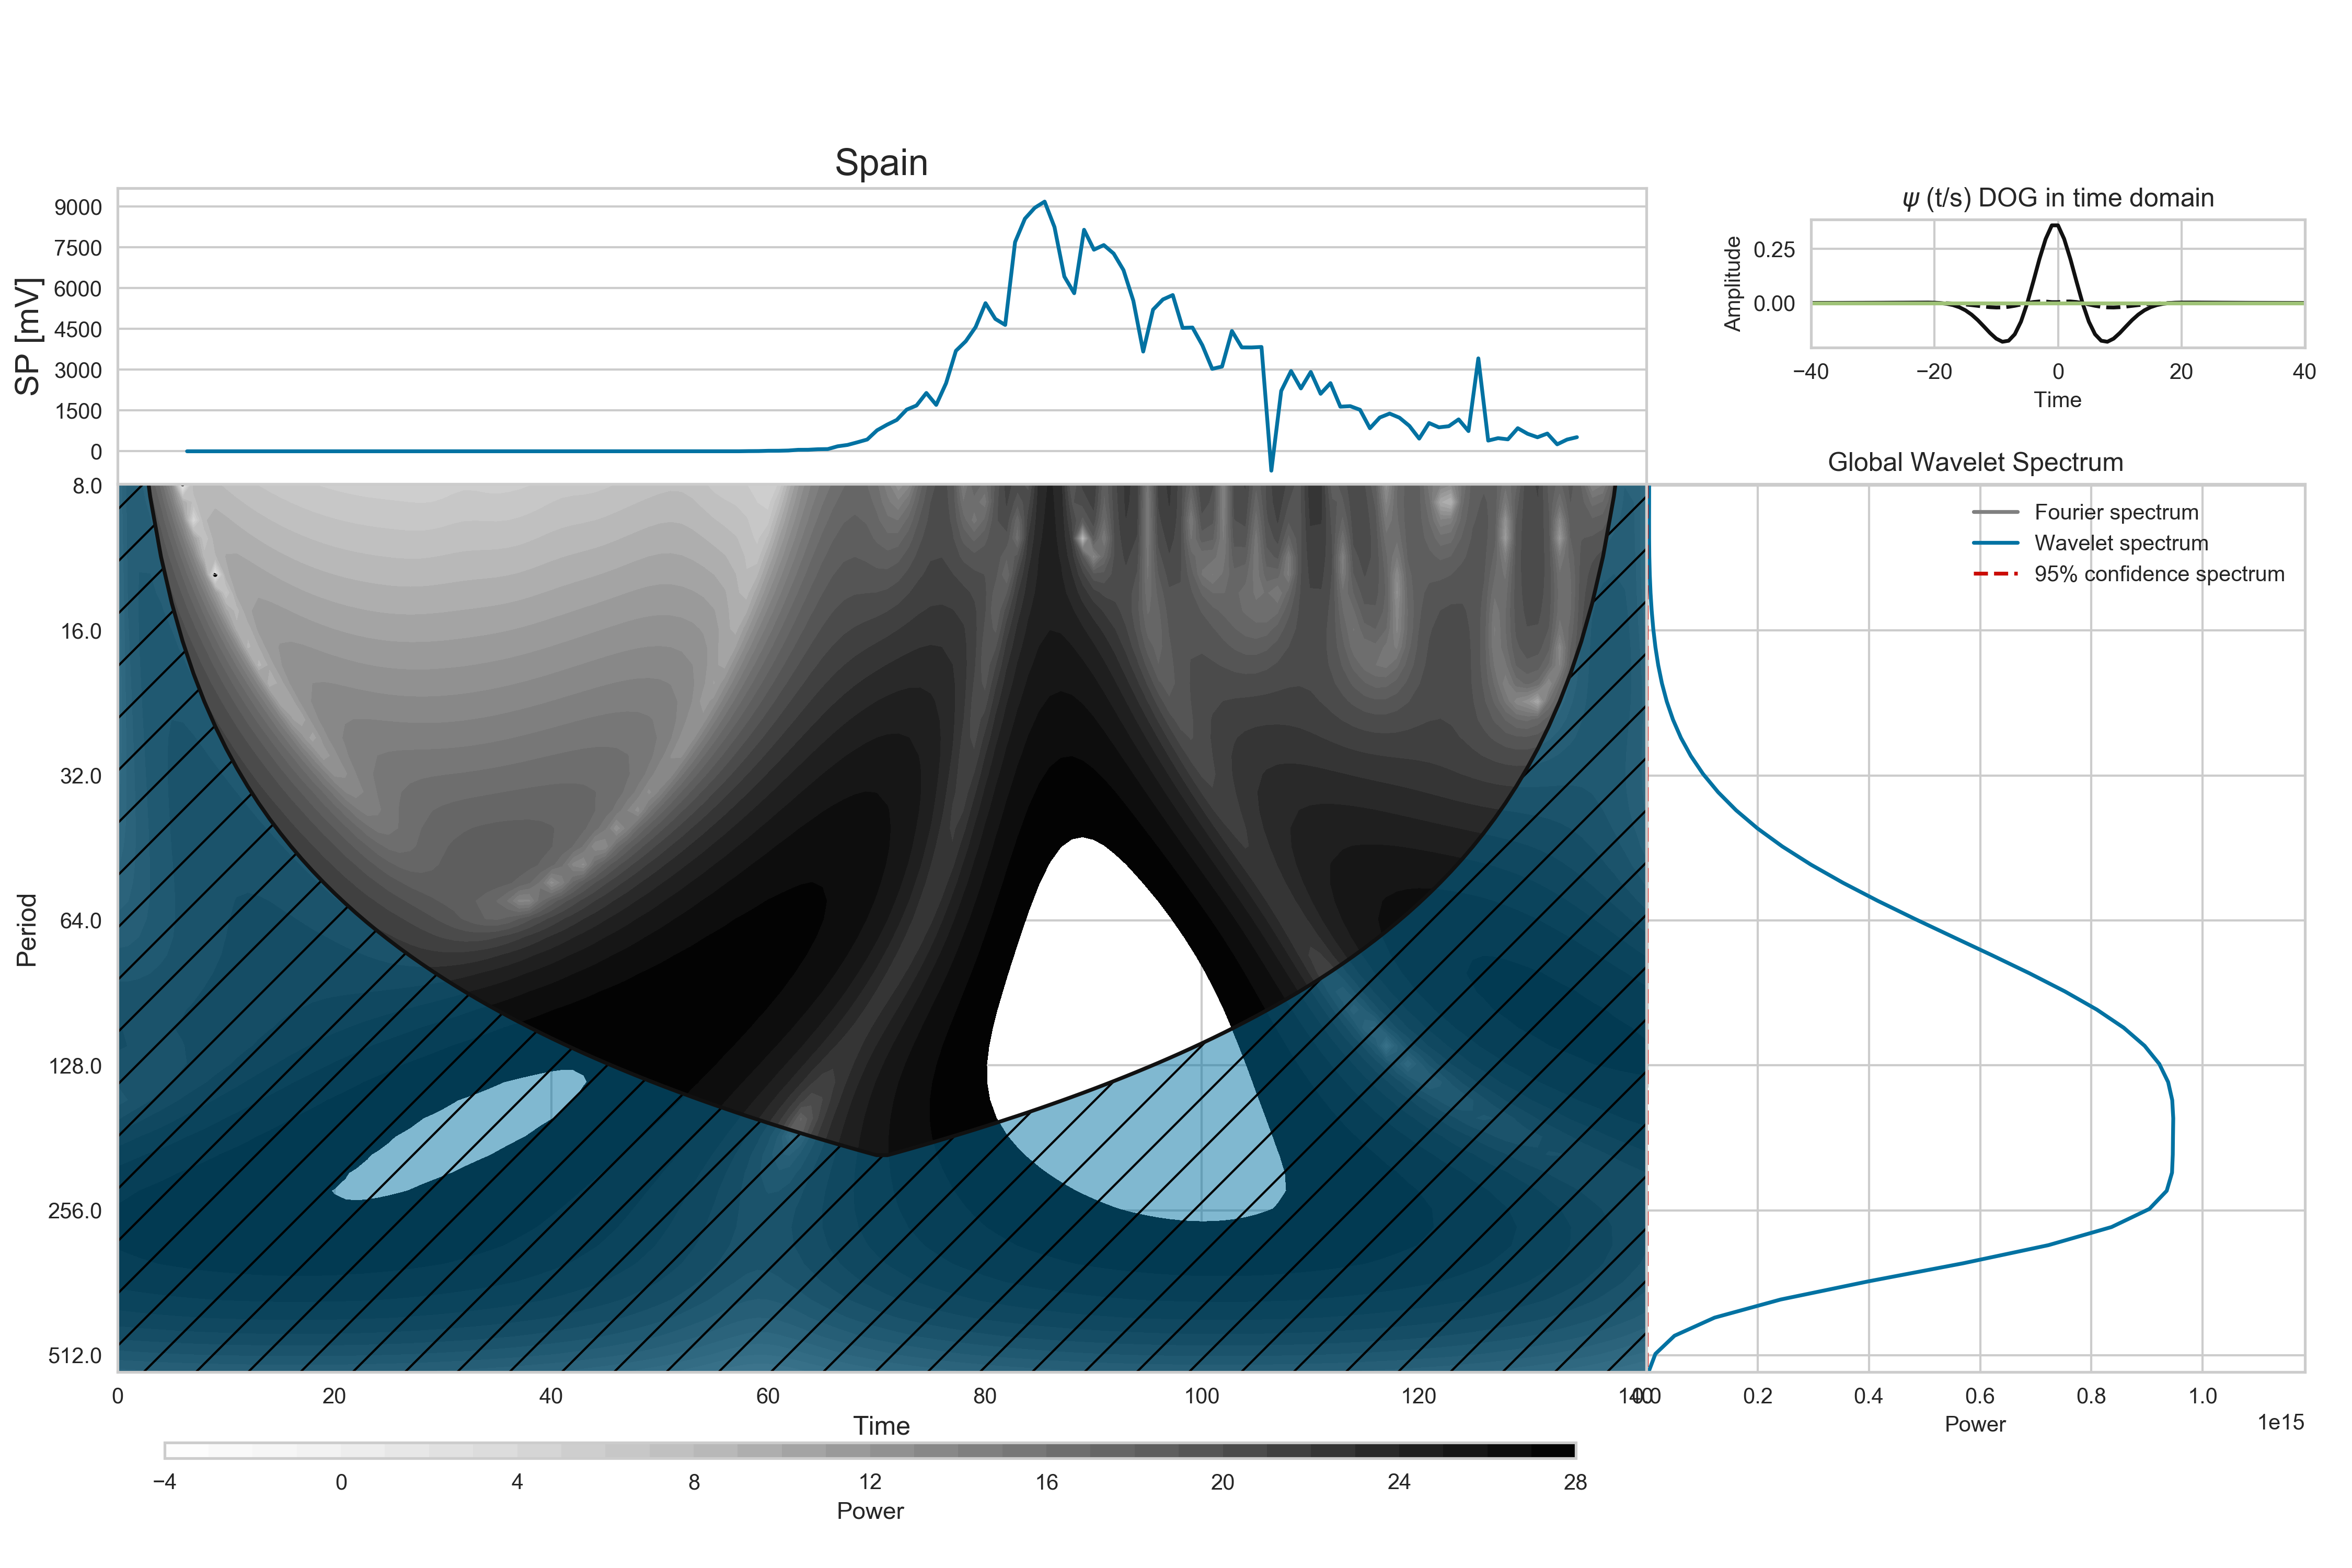 Spain
SP [mV]
9000
7500
6000
4500
3000
1500
0
ψ (t/s) DOG in time domain
Amplitude
0.25
0.00
−40 −20 0 20 40
Time
Global Wavelet Spectrum
Fourier spectrum
Wavelet spectrum
95% confidence spectrum
Period
8.0
16.0
32.0
64.0
128.0
256.0
512.0
0 20 40 60 80 100 120 140
Time
0.0 0.2 0.4 0.6 0.8 1.0
Power
1e15
−4 0 4 8 12 16 20 24 28
Power